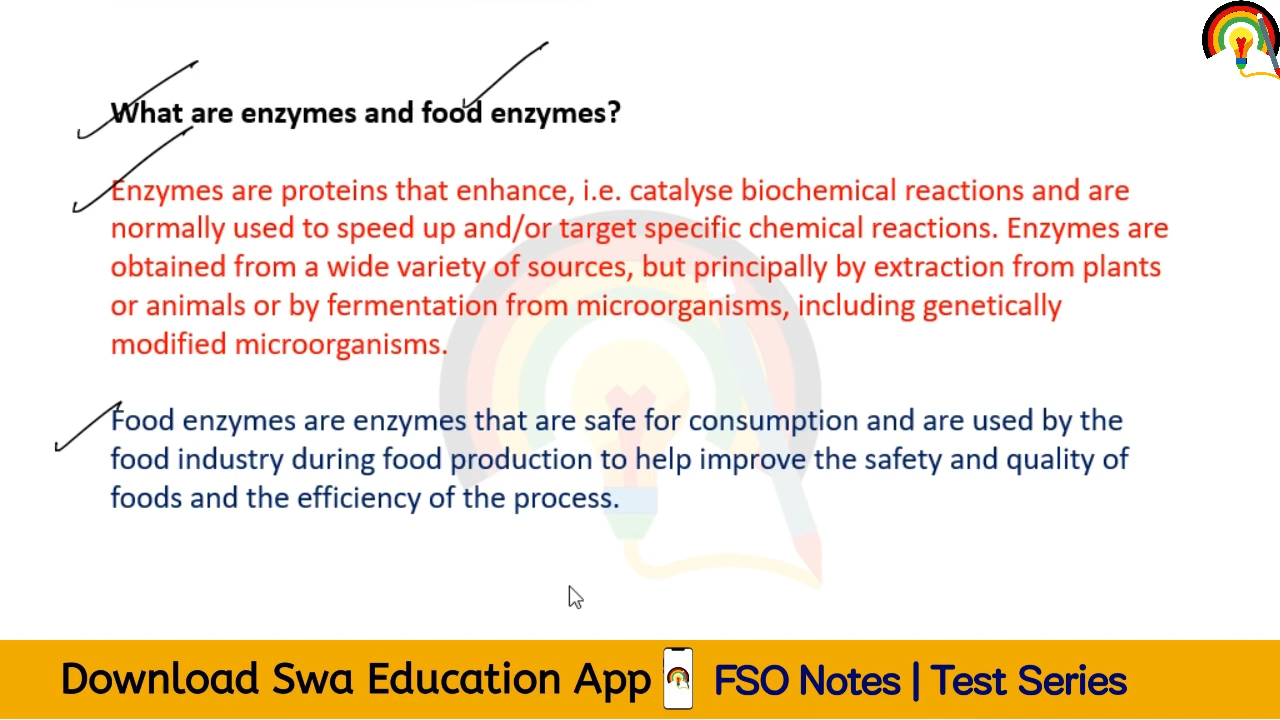 What are enzymes and food enzymes?
Enzymes are proteins that enhance, i.e. catalyse biochemical reactions and are
normally used to speed up and/or target specific chemical reactions. Enzymes are
obtained from a wide variety of sources, but principally by extraction from plants
or animals or by fermentation from microorganisms, including genetically
modified microorganisms.
Food enzymes are enzymes that are safe for consumption and are used by the
food industry during food production to help improve the safety and quality of
foods and the efficiency of the process.
Download Swa Education App FSO Notes | Test Series